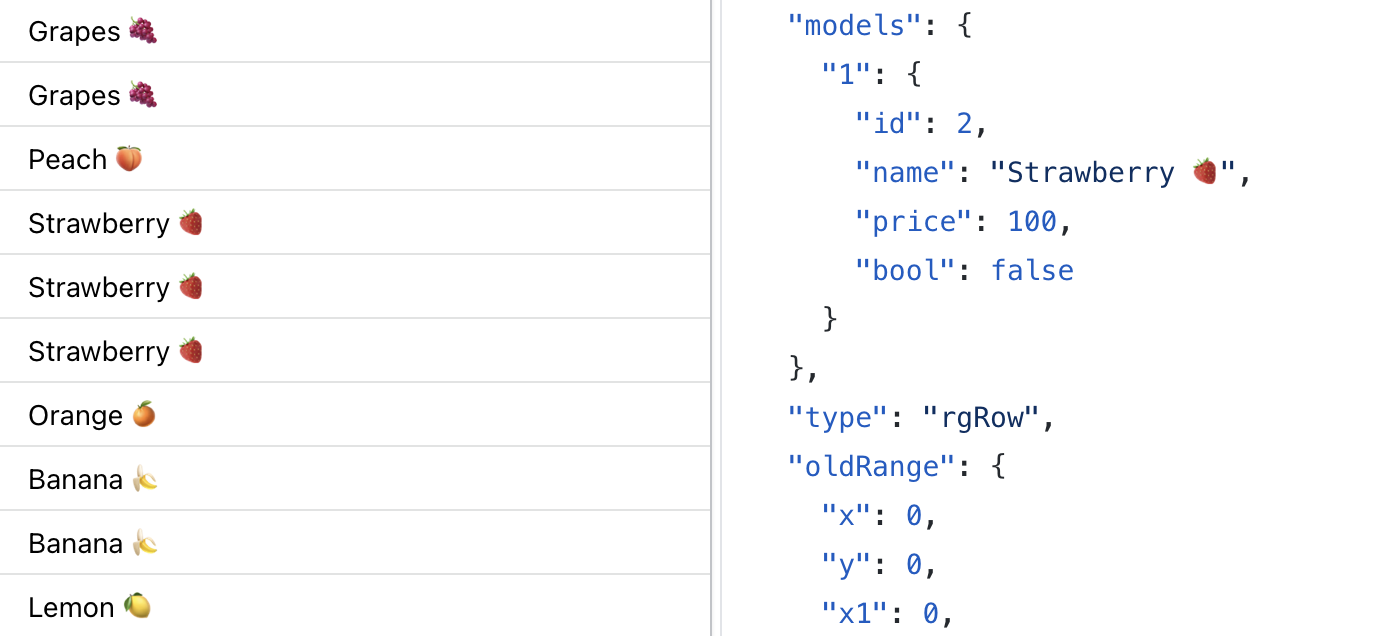 Grapes 🍇
Grapes 🍇
Peach 🍑
Strawberry 🍓
Strawberry 🍓
Strawberry 🍓
Orange 🍊
Banana 🍌
Banana 🍌
Lemon 🍋
"models": {
"1": {
"id": 2,
"name": "Strawberry 🍓",
"price": 100,
"bool": false
}
},
"type": "rgRow",
"oldRange": {
"x": 0,
"y": 0,
"x1": 0,